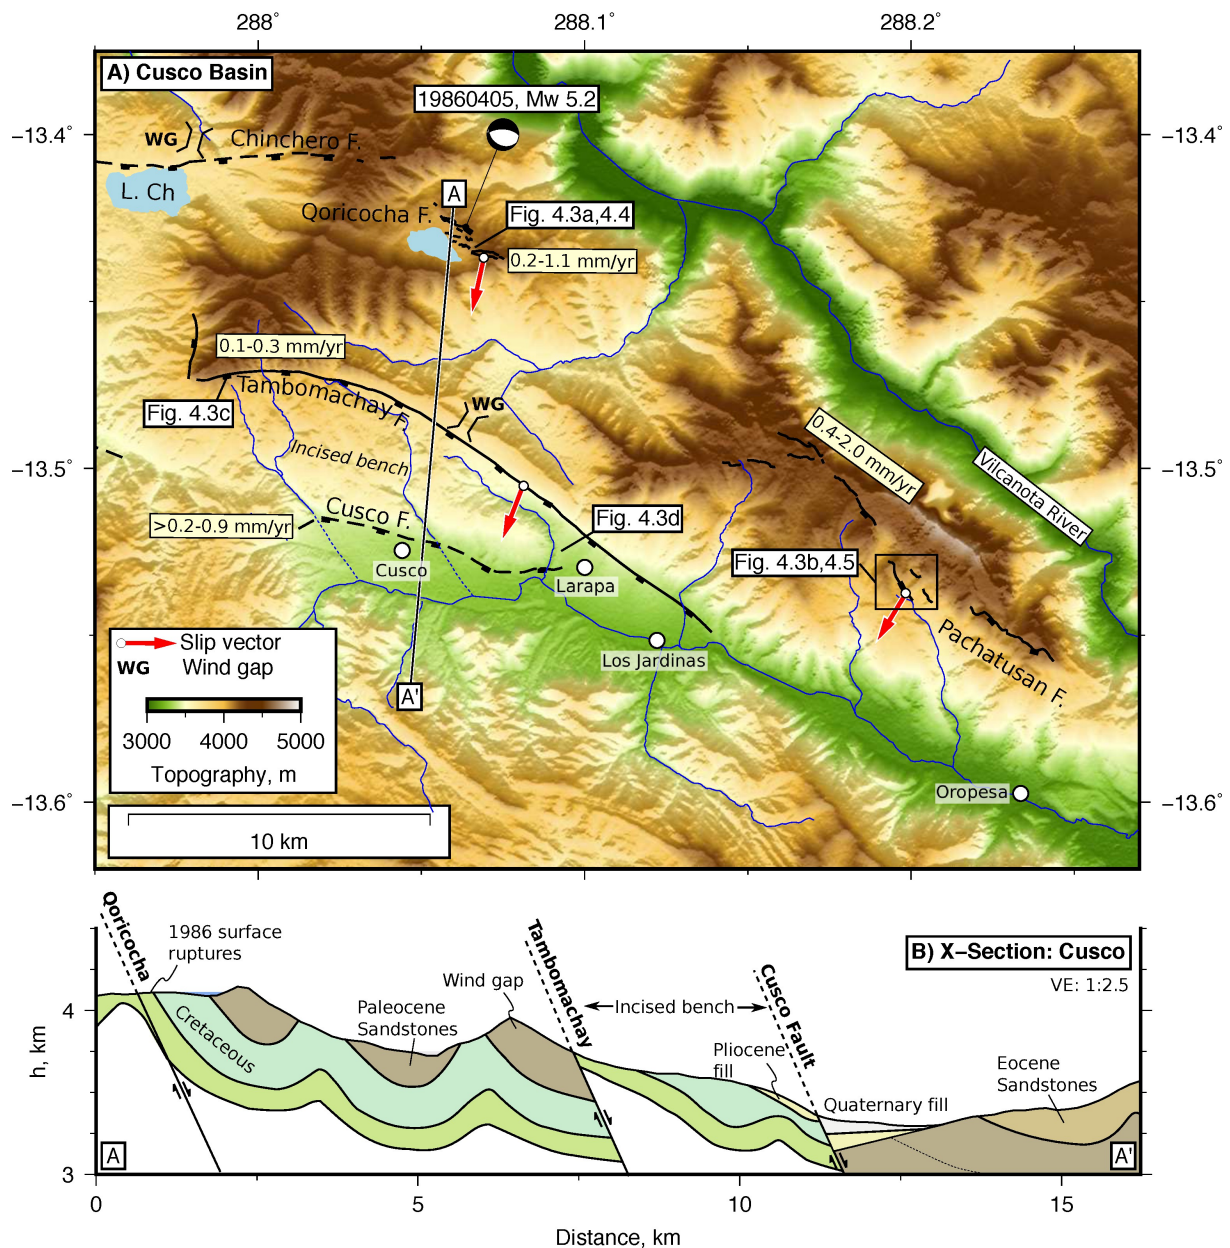 288°
288.1°
288.2°
A) Cusco Basin
19860405, Mw 5.2
−13.4°
−13.4°
WG
Chinchero F.
L. Ch
A
Qoricocha F.
Fig. 4.3a,4.4
0.2-1.1 mm/yr
0.1-0.3 mm/yr
Tambomachay F.
Fig. 4.3c
WG
0.4-2.0 mm/yr
Vilcanota River
−13.5°
−13.5°
Incised bench
Cusco F.
>0.2-0.9 mm/yr
Fig. 4.3d
Cusco
Larapa
Fig. 4.3b,4.5
Pachatusan F.
Los Jardinas
Slip vector
WG Wind gap
A'
3000 4000 5000
Topography, m
Oropesa
−13.6°
−13.6°
10 km
Qoricocha
1986 surface
ruptures
Tambomachay
B) X−Section: Cusco
VE: 1:2.5
Wind gap
Incised bench
Cusco Fault
4
Cretaceous
Paleocene
Sandstones
Pliocene
fill
Quaternary fill
Eocene
Sandstones
h, km
A
A'
3
0 5 10 15
Distance, km